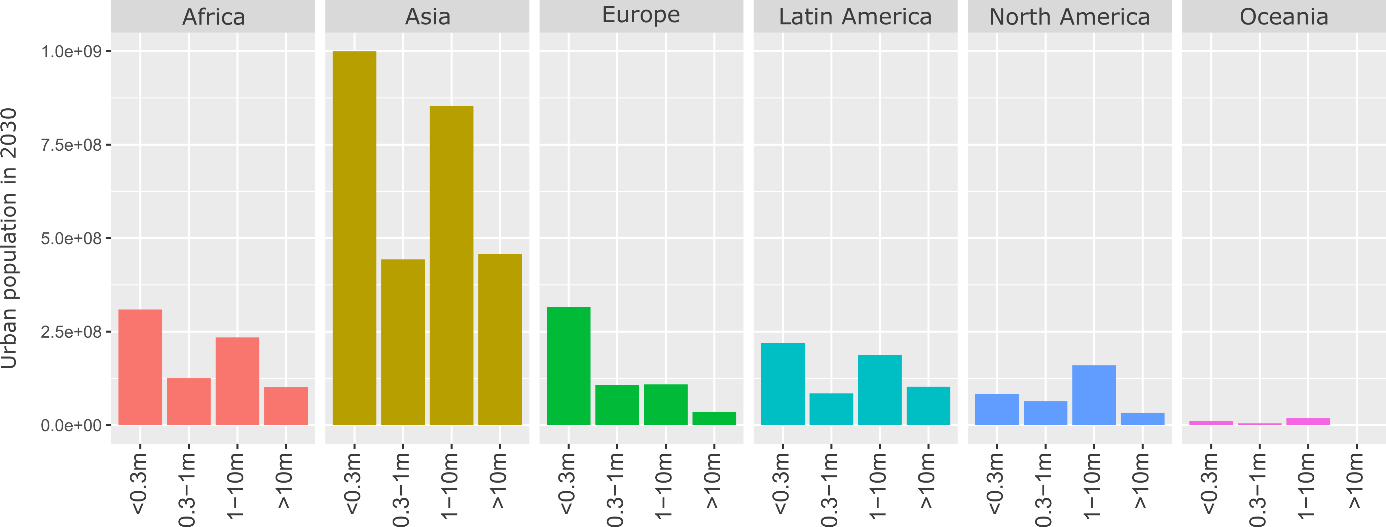 Africa
Asia
Europe
Latin America
North America
Oceania
Urban population in 2030
1.0e+09
7.5e+08
5.0e+08
2.5e+08
0.0e+00
<0.3m
0.3−1m
1−10m
>10m
<0.3m
0.3−1m
1−10m
>10m
<0.3m
0.3−1m
1−10m
>10m
<0.3m
0.3−1m
1−10m
>10m
<0.3m
0.3−1m
1−10m
>10m
<0.3m
0.3−1m
1−10m
>10m